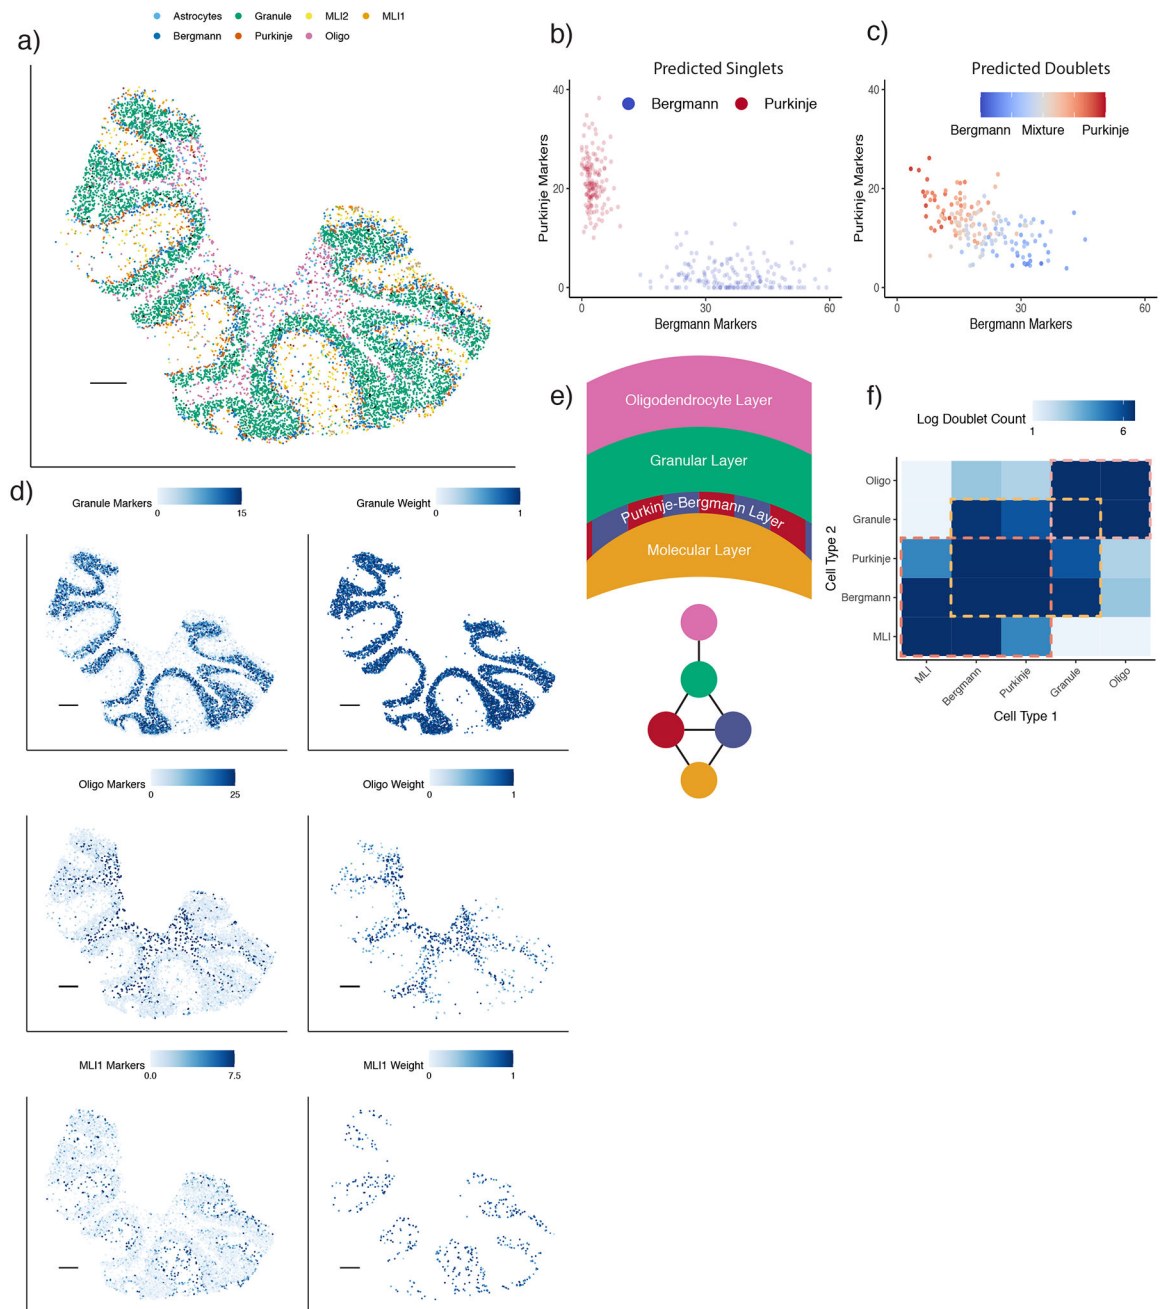 a)
Astrocytes Granule MLI2 MLI1
Bergmann Purkinje Oligo
b)
Predicted Singlets
Bergmann Purkinje
40
20
0
Purkinje Markers
0 30 60
Bergmann Markers
c)
Predicted Doublets
Bergmann Mixture Purkinje
40
20
0
Purkinje Markers
0 30 60
Bergmann Markers
d)
Granule Markers
0 15
Granule Weight
0 1
Oligo Markers
0 25
Oligo Weight
0 1
MLI1 Markers
0.0 7.5
MLI1 Weight
0 1
e)
Oligodendrocyte Layer
Granular Layer
Purkinje-Bergmann Layer
Molecular Layer
f)
Log Doublet Count
1 6
Cell Type 2
Oligo
Granule
Purkinje
Bergmann
MLI
MLI Bergmann Purkinje Granule Oligo
Cell Type 1